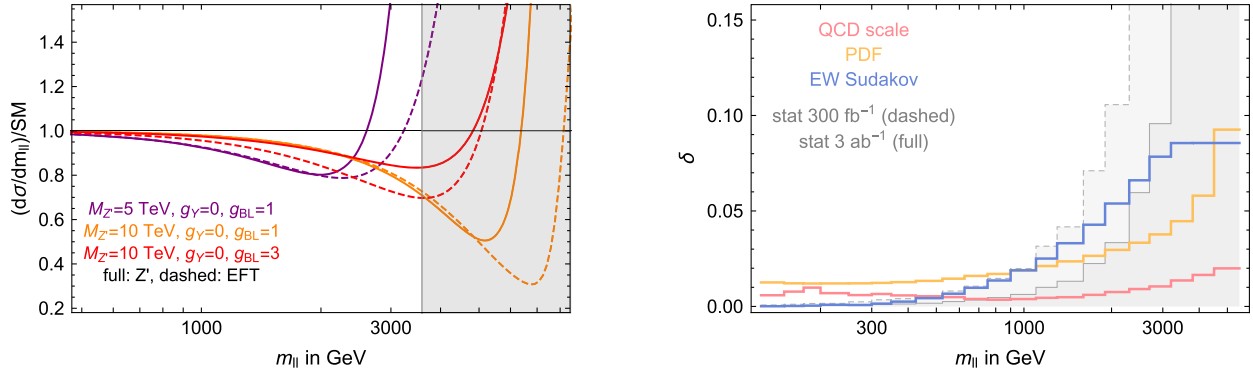 (dσ/dm_ll)/SM
1.4
1.2
1.0
0.8
0.6
0.4
0.2
M_Z'=5 TeV, g_Y=0, g_BL=1
M_Z'=10 TeV, g_Y=0, g_BL=1
M_Z'=10 TeV, g_Y=0, g_BL=3
full: Z', dashed: EFT
1000
3000
m_ll in GeV
δ
0.15
0.10
0.05
0.00
QCD scale
PDF
EW Sudakov
stat 300 fb⁻¹ (dashed)
stat 3 ab⁻¹ (full)
300
1000
3000
m_ll in GeV